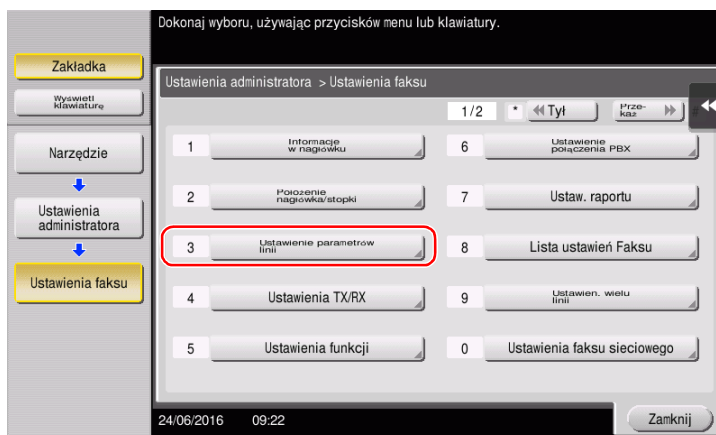 Dokonaj wyboru, używając przycisków menu lub klawiatury.
Zakładka
Wyświetl
klawiaturę
Narzędzie
Ustawienia
administratora
Ustawienia faksu
Ustawienia administratora > Ustawienia faksu
1/2 * Tył Prze-
każ #
1 Informacje
w nagłówku
6 Ustawienie
połączenia PBX
2 Położenie
nagłówka/stopki
7 Ustaw. raportu
3 Ustawienie parametrów
linii
8 Lista ustawień Faksu
4 Ustawienia TX/RX
9 Ustawien. wielu
linii
5 Ustawienia funkcji
0 Ustawienia faksu sieciowego
24/06/2016 09:22
Zamknij